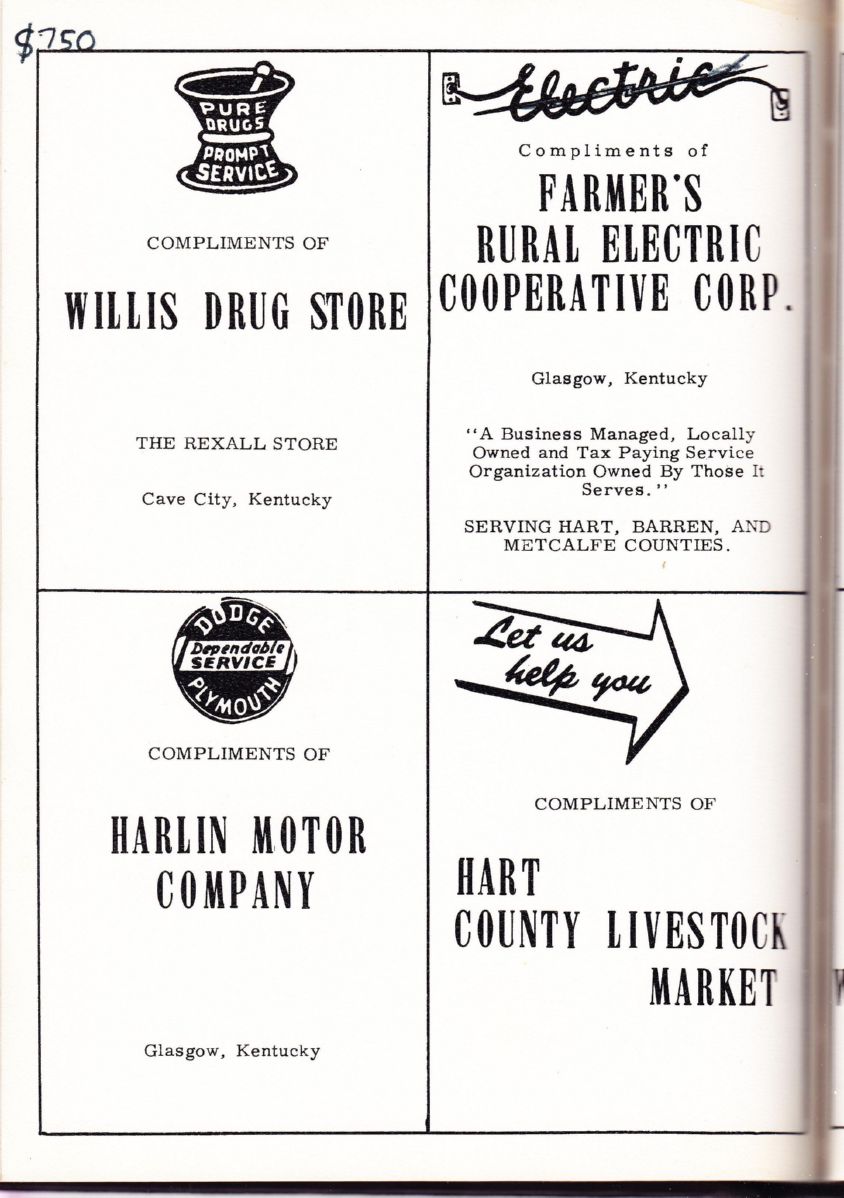 $750
PURE
DRUGS
PROMPT
SERVICE
COMPLIMENTS OF
WILLIS DRUG STORE
THE REXALL STORE
Cave City, Kentucky
Electric
Compliments of
FARMER'S
RURAL ELECTRIC
COOPERATIVE CORP.
Glasgow, Kentucky
"A Business Managed, Locally
Owned and Tax Paying Service
Organization Owned By Those It
Serves."
SERVING HART, BARREN, AND
METCALFE COUNTIES.
DODGE
Dependable
SERVICE
PLYMOUTH
COMPLIMENTS OF
HARLIN MOTOR
COMPANY
Glasgow, Kentucky
Let us
help you
COMPLIMENTS OF
HART
COUNTY LIVESTOCK
MARKET